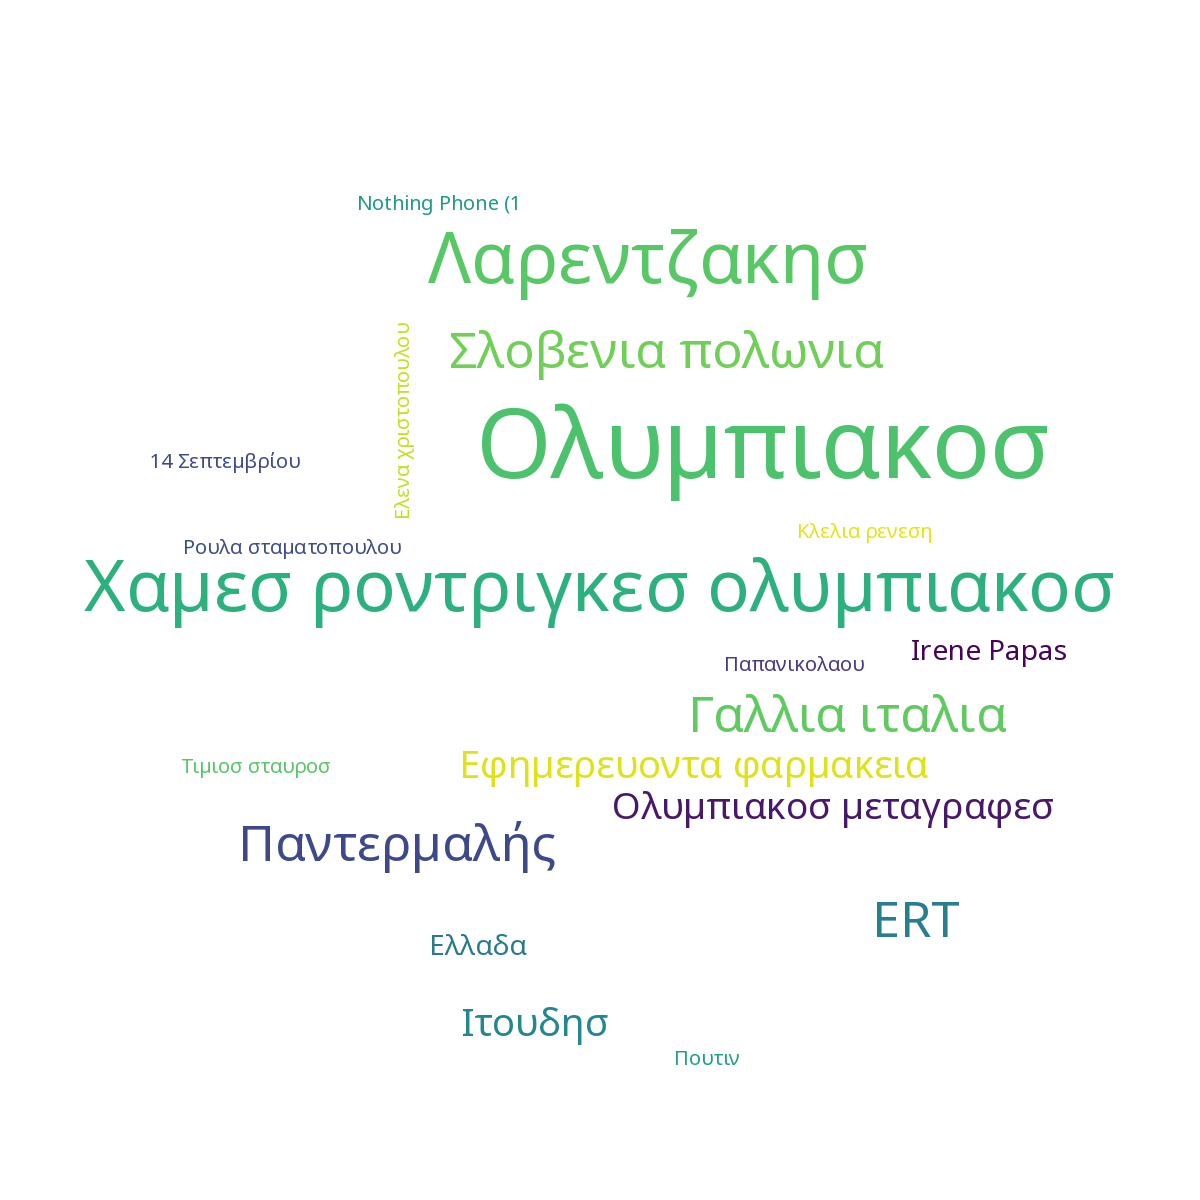 Nothing Phone (1
Λαρεντζακησ
Σλοβενια πολωνια
Ελενα χριστοπουλου
Ολυμπιακοσ
14 Σεπτεμβρίου
Κλελια ρενεση
Ρουλα σταματοπουλου
Χαμεσ ροντριγκεσ ολυμπιακοσ
Irene Papas
Παπανικολαου
Γαλλια ιταλια
Τιμιοσ σταυροσ
Εφημερευοντα φαρμακεια
Ολυμπιακοσ μεταγραφεσ
Παντερμαλής
ERT
Ελλαδα
Ιτουδησ
Πουτιν